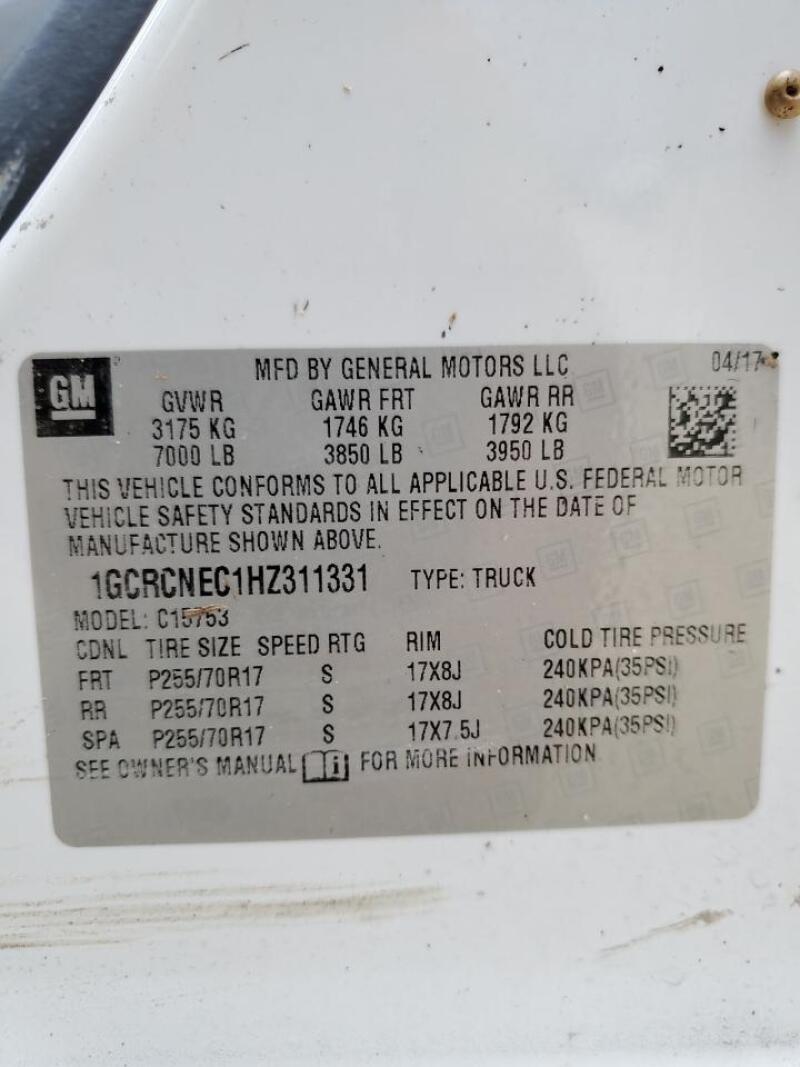 GM MFD BY GENERAL MOTORS LLC 04/17
GVWR GAWR FRT GAWR RR
3175 KG 1746 KG 1792 KG
7000 LB 3850 LB 3950 LB
THIS VEHICLE CONFORMS TO ALL APPLICABLE U.S. FEDERAL MOTOR
VEHICLE SAFETY STANDARDS IN EFFECT ON THE DATE OF
MANUFACTURE SHOWN ABOVE.
1GCRCNEC1HZ311331 TYPE: TRUCK
MODEL: C15753
CDNL TIRE SIZE SPEED RTG RIM COLD TIRE PRESSURE
FRT P255/70R17 S 17X8J 240KPA(35PSI)
RR P255/70R17 S 17X8J 240KPA(35PSI)
SPA P255/70R17 S 17X7.5J 240KPA(35PSI)
SEE OWNER'S MANUAL i FOR MORE INFORMATION